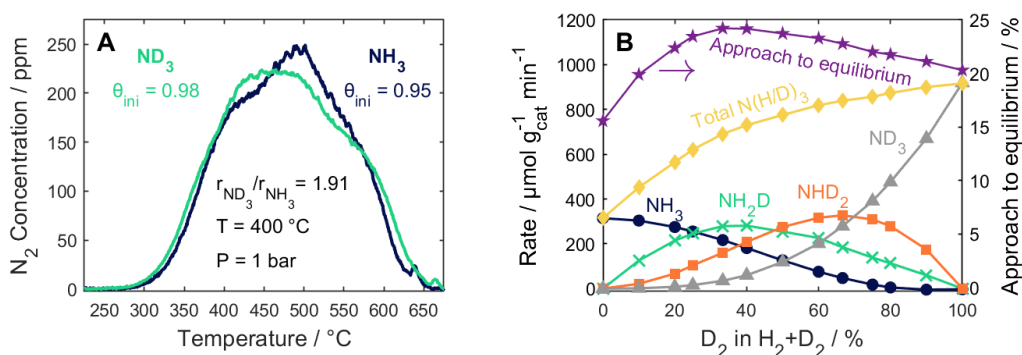 A
ND3
θini = 0.98
NH3
θini = 0.95
rND3/rNH3 = 1.91
T = 400 °C
P = 1 bar
N2 Concentration / ppm
0
50
100
150
200
250
250 300 350 400 450 500 550 600 650
Temperature / °C
B
Approach to equilibrium
Total N(H/D)3
ND3
NH3
NH2D
NHD2
Rate / μmol g-1cat min-1
1200
1000
800
600
400
200
0
0 20 40 60 80 100
D2 in H2+D2 / %
25
20
15
10
5
0
Approach to equilibrium / %